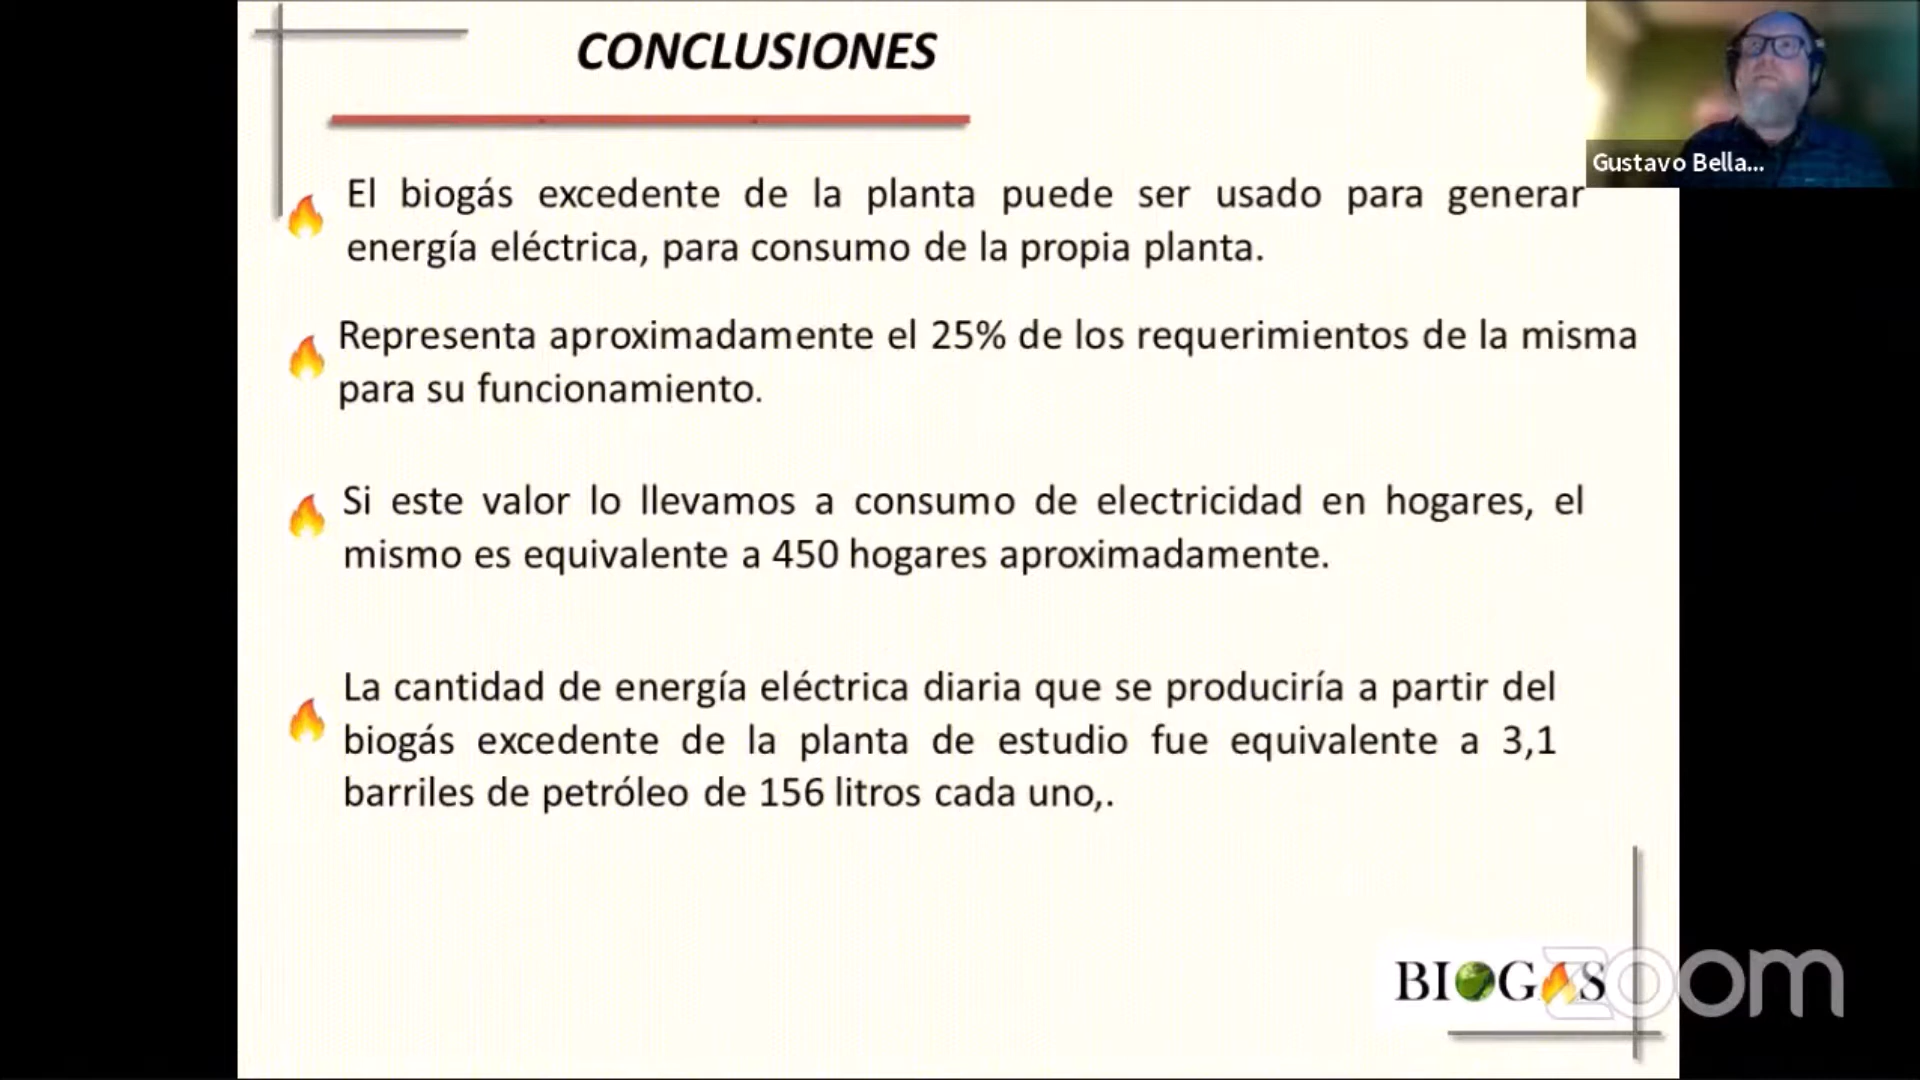 CONCLUSIONES
Gustavo Bella...
El biogás excedente de la planta puede ser usado para generar
energía eléctrica, para consumo de la propia planta.
Representa aproximadamente el 25% de los requerimientos de la misma
para su funcionamiento.
Si este valor lo llevamos a consumo de electricidad en hogares, el
mismo es equivalente a 450 hogares aproximadamente.
La cantidad de energía eléctrica diaria que se produciría a partir del
biogás excedente de la planta de estudio fue equivalente a 3,1
barriles de petróleo de 156 litros cada uno,.
BIOGAS
zoom